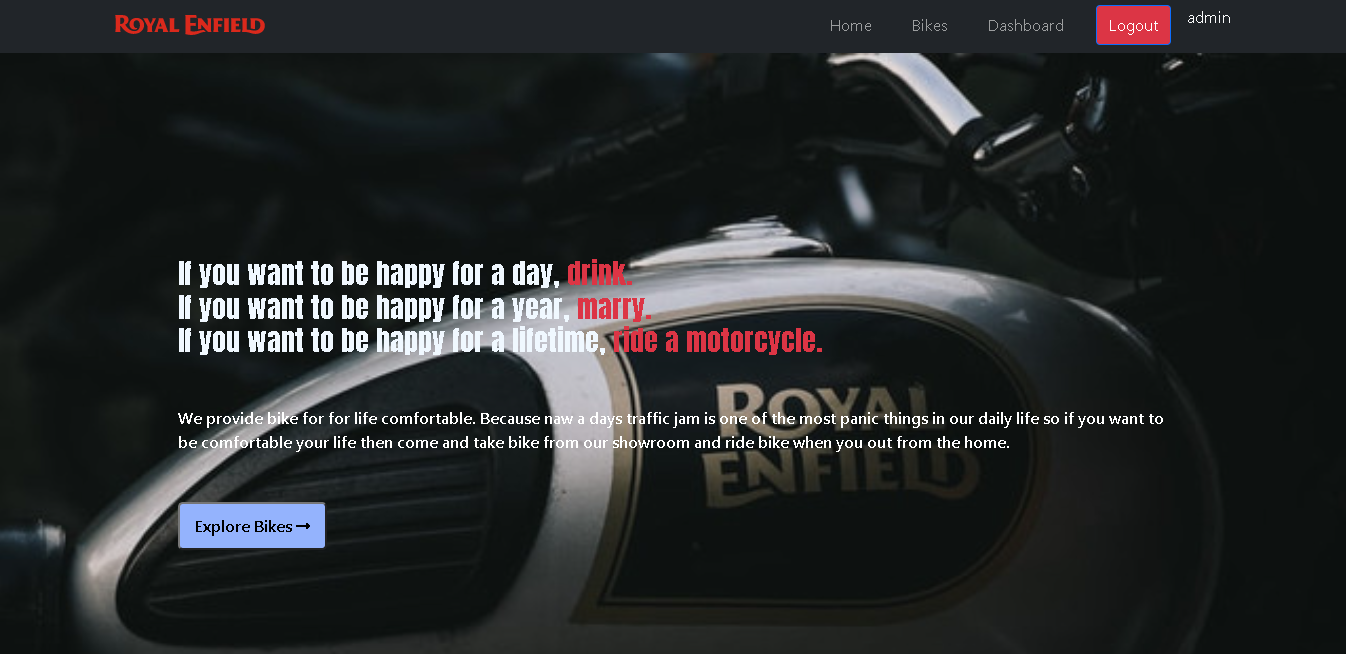 ROYAL ENFIELD
Home Bikes Dashboard Logout admin
If you want to be happy for a day, drink.
If you want to be happy for a year, marry.
If you want to be happy for a lifetime, ride a motorcycle.
ROYAL
ENFIELD
We provide bike for for life comfortable. Because naw a days traffic jam is one of the most panic things in our daily life so if you want to
be comfortable your life then come and take bike from our showroom and ride bike when you out from the home.
Explore Bikes →